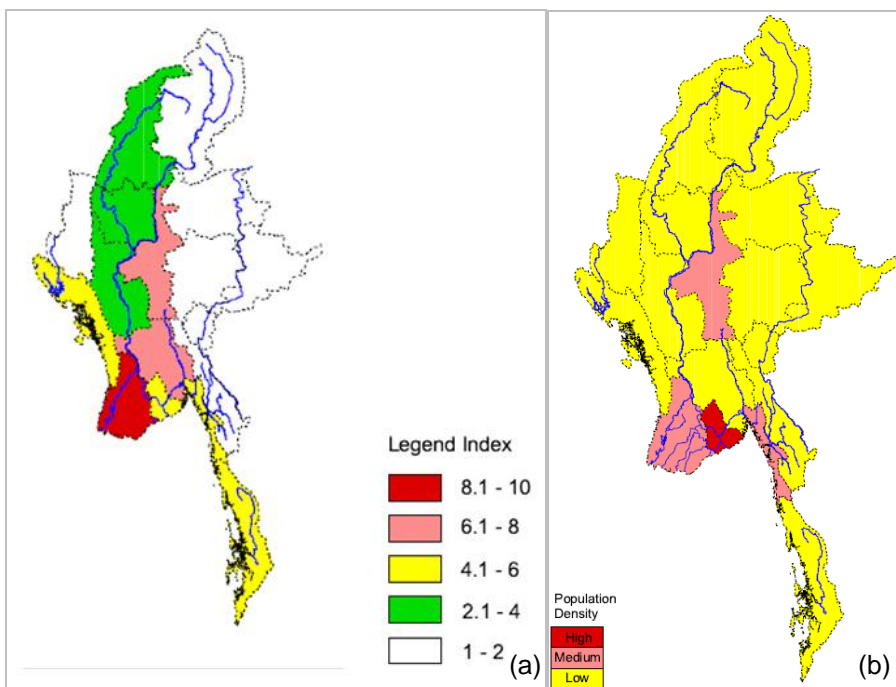 Legend Index
8.1 - 10
6.1 - 8
4.1 - 6
2.1 - 4
1 - 2
(a)
Population
Density
High
Medium
Low
(b)